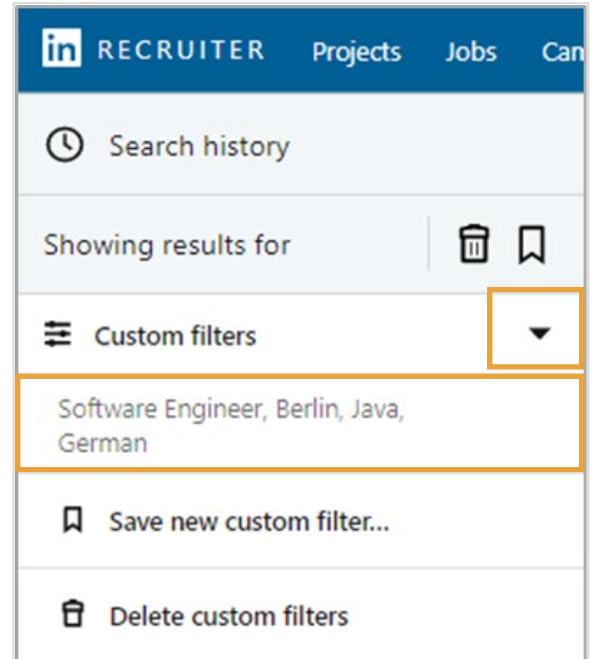 in RECRUITER Projects Jobs
Search history
Showing results for
Custom filters
Software Engineer, Berlin, Java,
German
Save new custom filter...
Delete custom filters